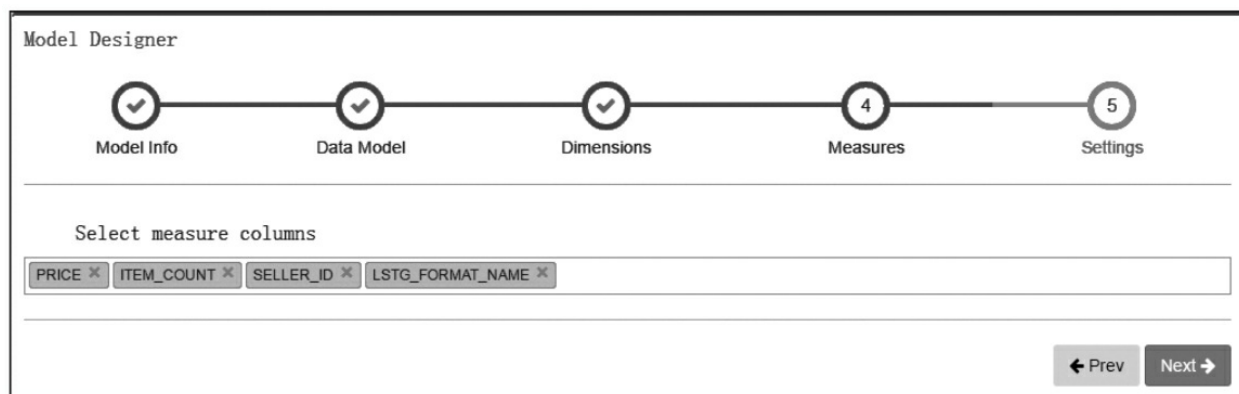 Model Designer
4 5
Model Info Data Model Dimensions Measures Settings
Select measure columns
PRICE × ITEM_COUNT × SELLER_ID × LSTG_FORMAT_NAME ×
← Prev Next →